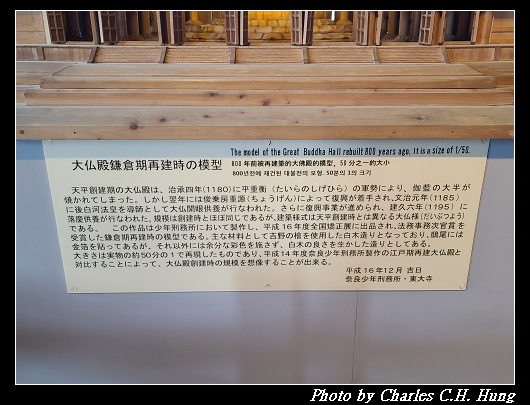 The model of the Great Buddha Hall rebuilt 800 years ago. It is a size of 1/50.
大仏殿鎌倉期再建時の模型
800年前被再建築的大佛殿的模型, 50分之一的大小
800년전에 재건된 대불전의 모형. 50분의 1의 크기
天平創建期の大仏殿は、治承四年(1180)に平重衡(たいらのしげひら)の軍勢により、伽藍の大半が
焼かれてしまった。しかし翌年には俊乗房重源(ちょうげん)によって復興が着手され、文治元年(1185)
に後白河法皇を導師として大仏開眼供養が行なわれた。さらに復興事業が進められ、建久六年(1195)に
落慶供養が行なわれた。規模は創建時とほぼ同じであるが、建築様式は天平創建時とは異なる大仏様(だいぶつよう)
である。 この作品は少年刑務所において製作し、平成16年度全国矯正展に出品され、法務事務次官賞を
受賞した鎌倉期再建時の模型である。主な材料として吉野の桧を使用した白木造りとなっており、鴟尾には
金箔を貼ってあるが、それ以外には余分な彩色を施さず、白木の良さを生かした造りとしてある。
大きさは実物の約50分の1で再現したものであり、平成14年度奈良少年刑務所製作の江戸期再建大仏殿と
対比することによって、大仏殿創建時の規模を想像することが出来る。
平成16年12月 吉日
奈良少年刑務所・東大寺
Photo by Charles C.H. Hung